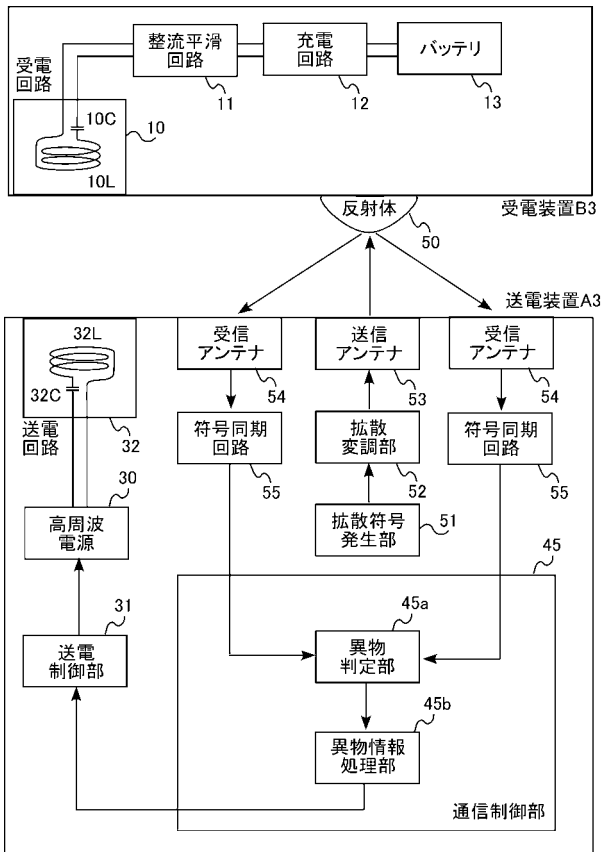 整流平滑
回路
11
充電
回路
12
バッテリ
13
受電
回路
10C
10
10L
反射体
50
受電装置B3
送電装置A3
32L
32C
32
送電
回路
受信
アンテナ
54
送信
アンテナ
53
受信
アンテナ
54
符号同期
回路
55
拡散
変調部
52
符号同期
回路
55
拡散符号
発生部
51
30
高周波
電源
31
送電
制御部
45
45a
異物
判定部
45b
異物情報
処理部
通信制御部